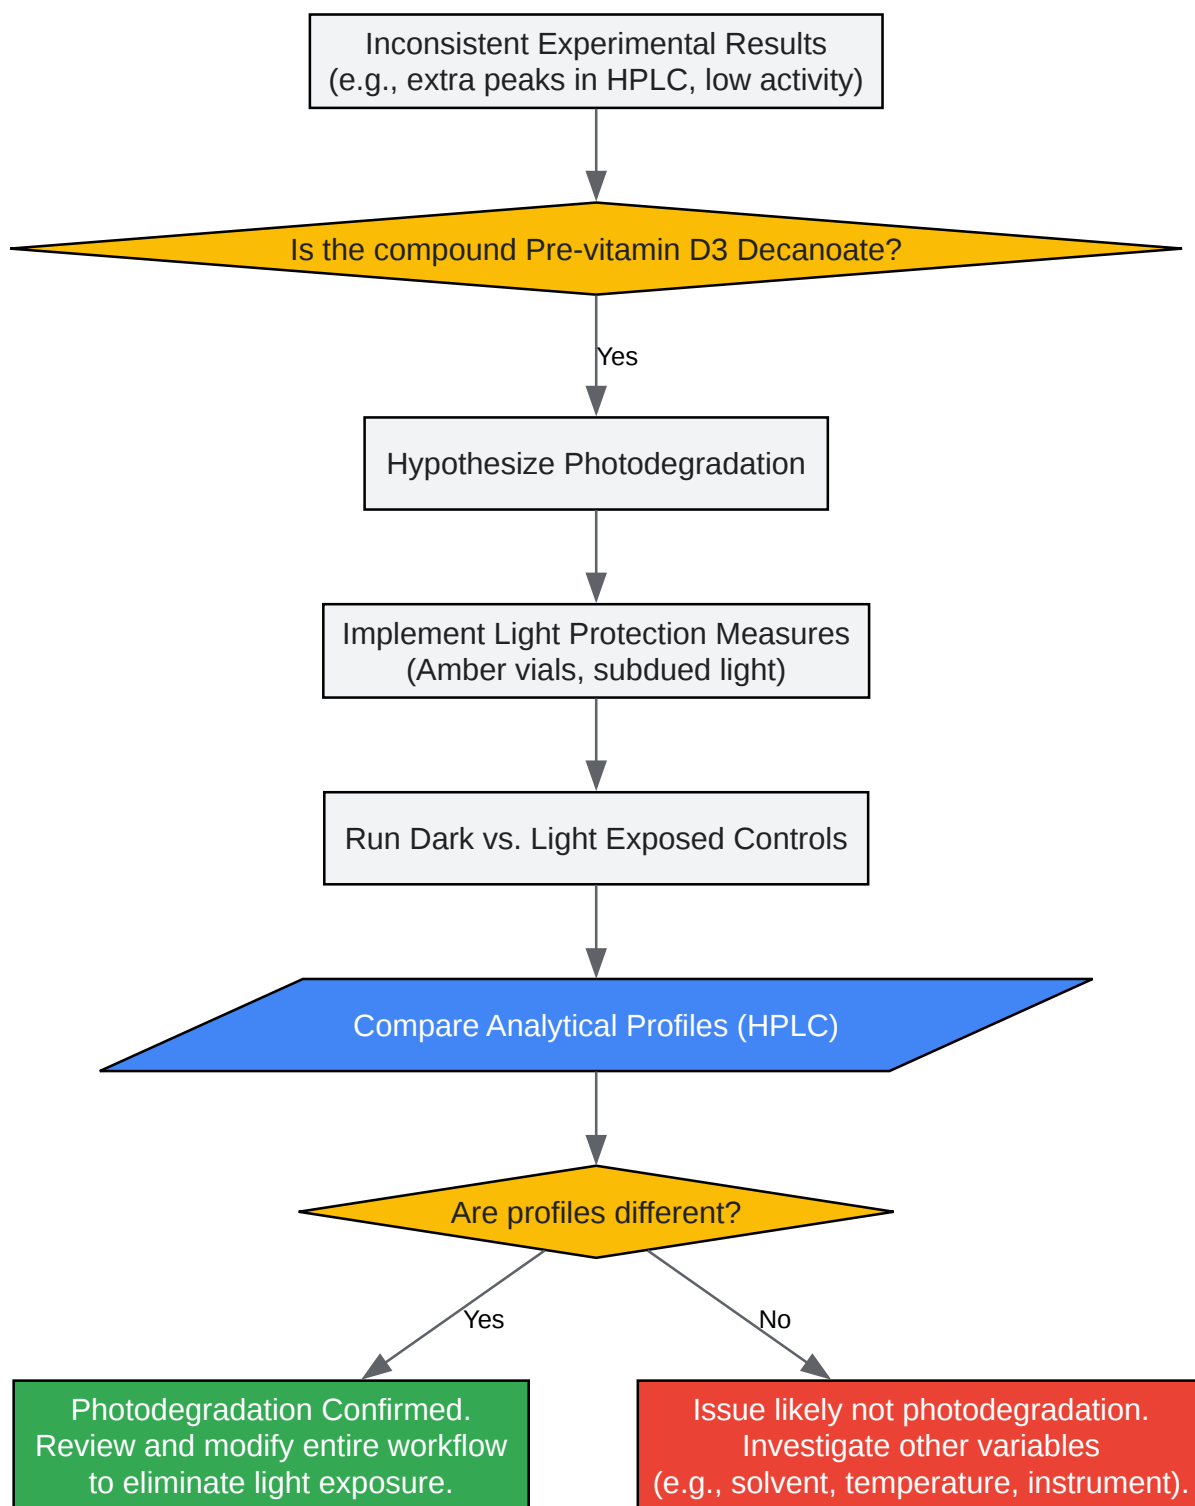 Inconsistent Experimental Results
(e.g., extra peaks in HPLC, low activity)
Is the compound Pre-vitamin D3 Decanoate?
Yes
Hypothesize Photodegradation
Implement Light Protection Measures
(Amber vials, subdued light)
Run Dark vs. Light Exposed Controls
Compare Analytical Profiles (HPLC)
Are profiles different?
Yes
No
Photodegradation Confirmed.
Review and modify entire workflow
to eliminate light exposure.
Issue likely not photodegradation.
Investigate other variables
(e.g., solvent, temperature, instrument).